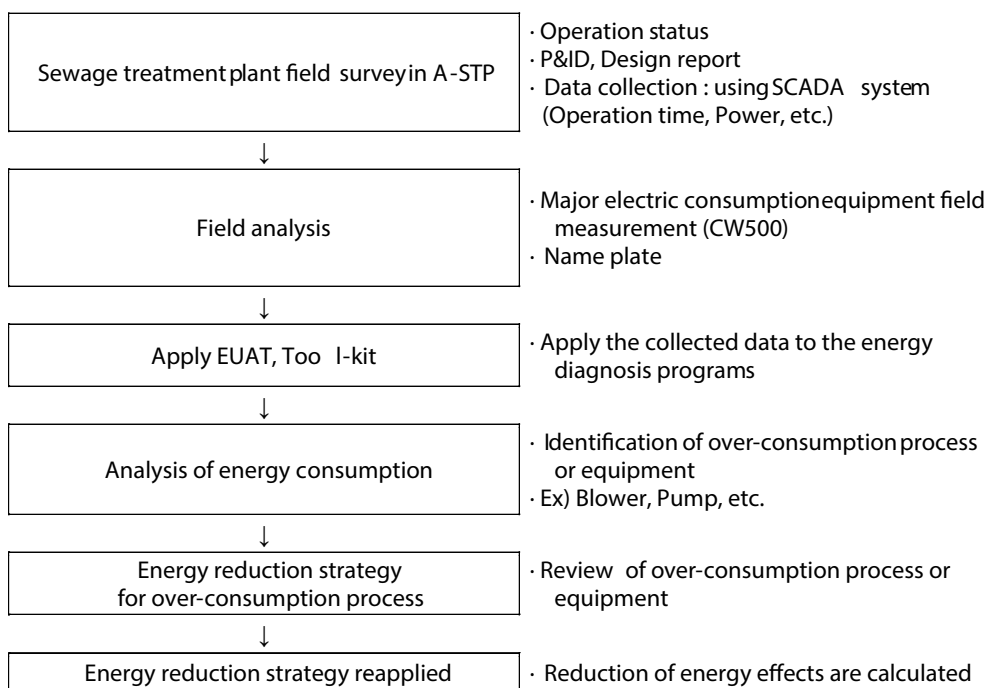 Sewage treatment plant field survey in A-STP
· Operation status
· P&ID, Design report
· Data collection : using SCADA system
(Operation time, Power, etc.)
↓
Field analysis
· Major electric consumption equipment field
measurement (CW500)
· Name plate
↓
Apply EUAT, Too l-kit
· Apply the collected data to the energy
diagnosis programs
↓
Analysis of energy consumption
· Identification of over-consumption process
or equipment
· Ex) Blower, Pump, etc.
↓
Energy reduction strategy
for over-consumption process
· Review of over-consumption process or
equipment
↓
Energy reduction strategy reapplied
· Reduction of energy effects are calculated